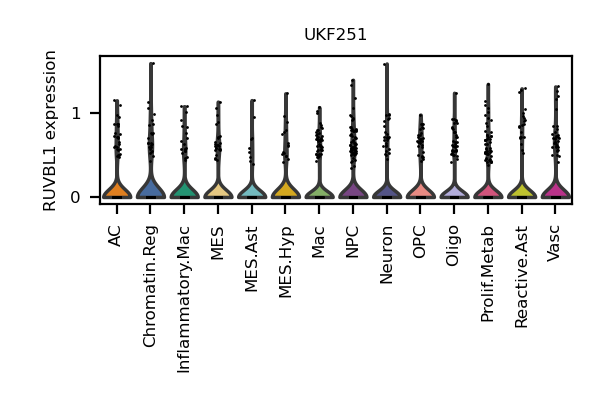 UKF251
RUVBL1 expression
1
0
AC
Chromatin.Reg
Inflammatory.Mac
MES
MES.Ast
MES.Hyp
Mac
NPC
Neuron
OPC
Oligo
Prolif.Metab
Reactive.Ast
Vasc